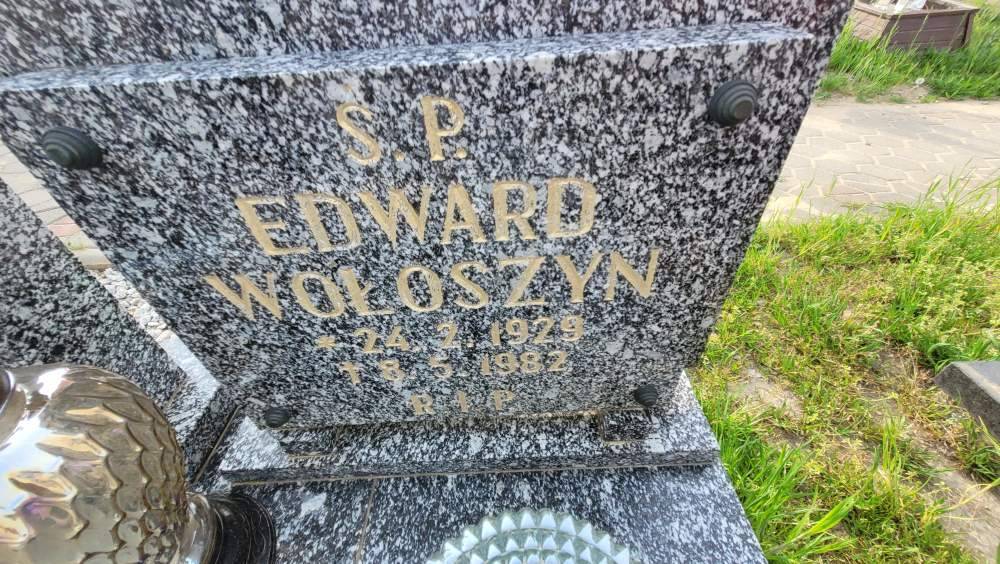 Ś. P.
EDWARD
WOŁOSZYN
* 24. 2. 1929
† 8. 5. 1982
R. I. P.